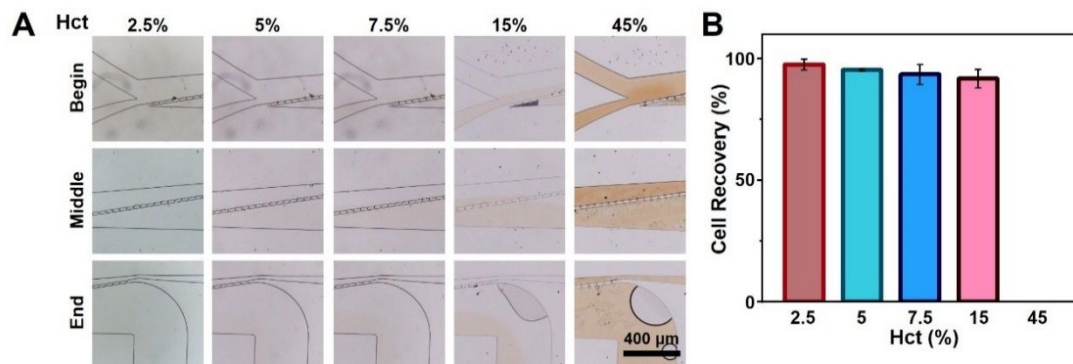 A
Hct
2.5%
5%
7.5%
15%
45%
Begin
Middle
End
400 µm
B
Cell Recovery (%)
100
50
0
2.5
5
7.5
15
45
Hct (%)